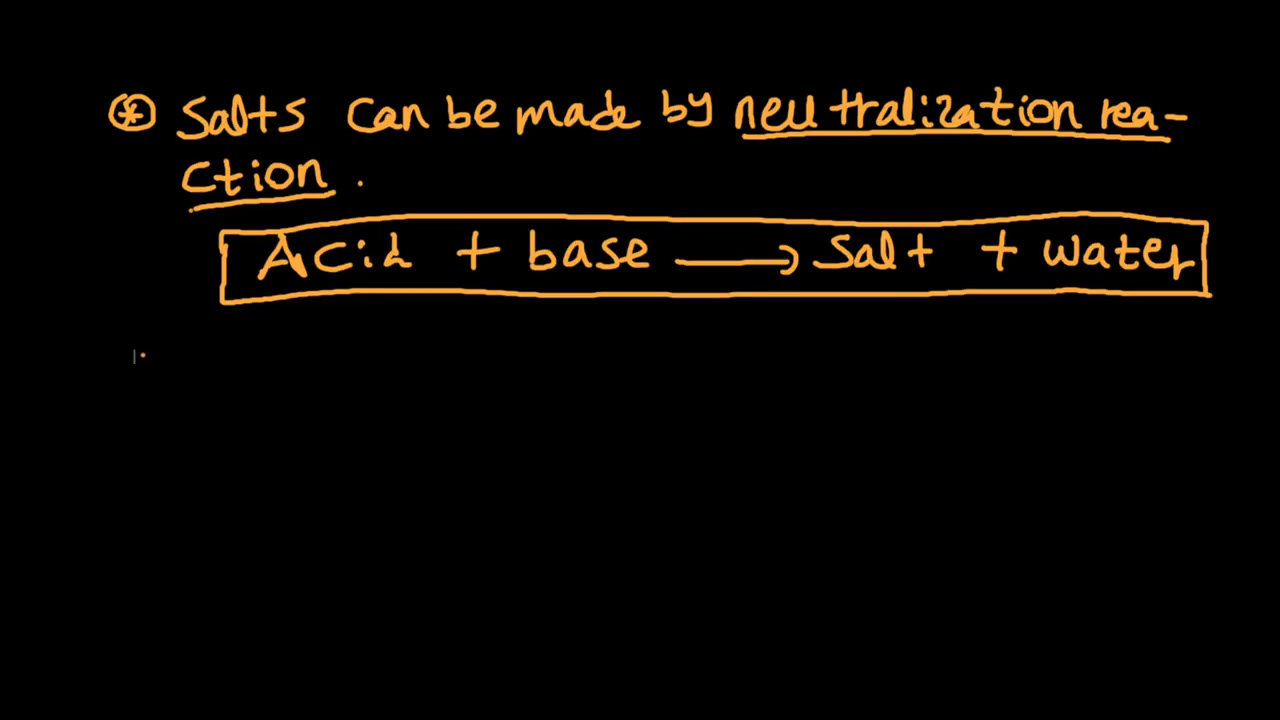 ⊛ Salts can be made by neutralization rea-
ction.
Acid + base ⟶ salt + water